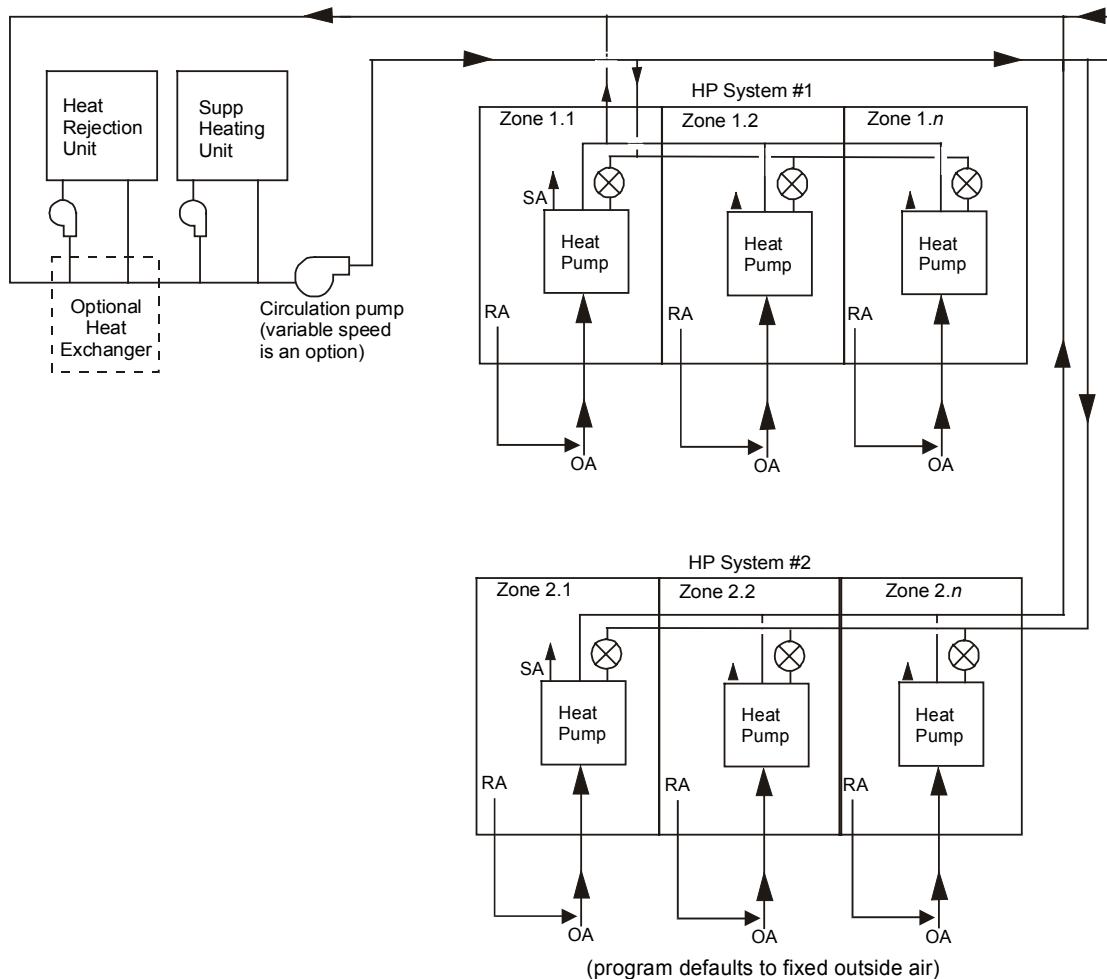 Heat
Rejection
Unit
Supp
Heating
Unit
Optional
Heat
Exchanger
Circulation pump
(variable speed
is an option)
HP System #1
Zone 1.1
Zone 1.2
Zone 1.n
SA
Heat
Pump
Heat
Pump
Heat
Pump
RA
RA
RA
OA
OA
OA
HP System #2
Zone 2.1
Zone 2.2
Zone 2.n
SA
Heat
Pump
Heat
Pump
Heat
Pump
RA
RA
RA
OA
OA
OA
(program defaults to fixed outside air)